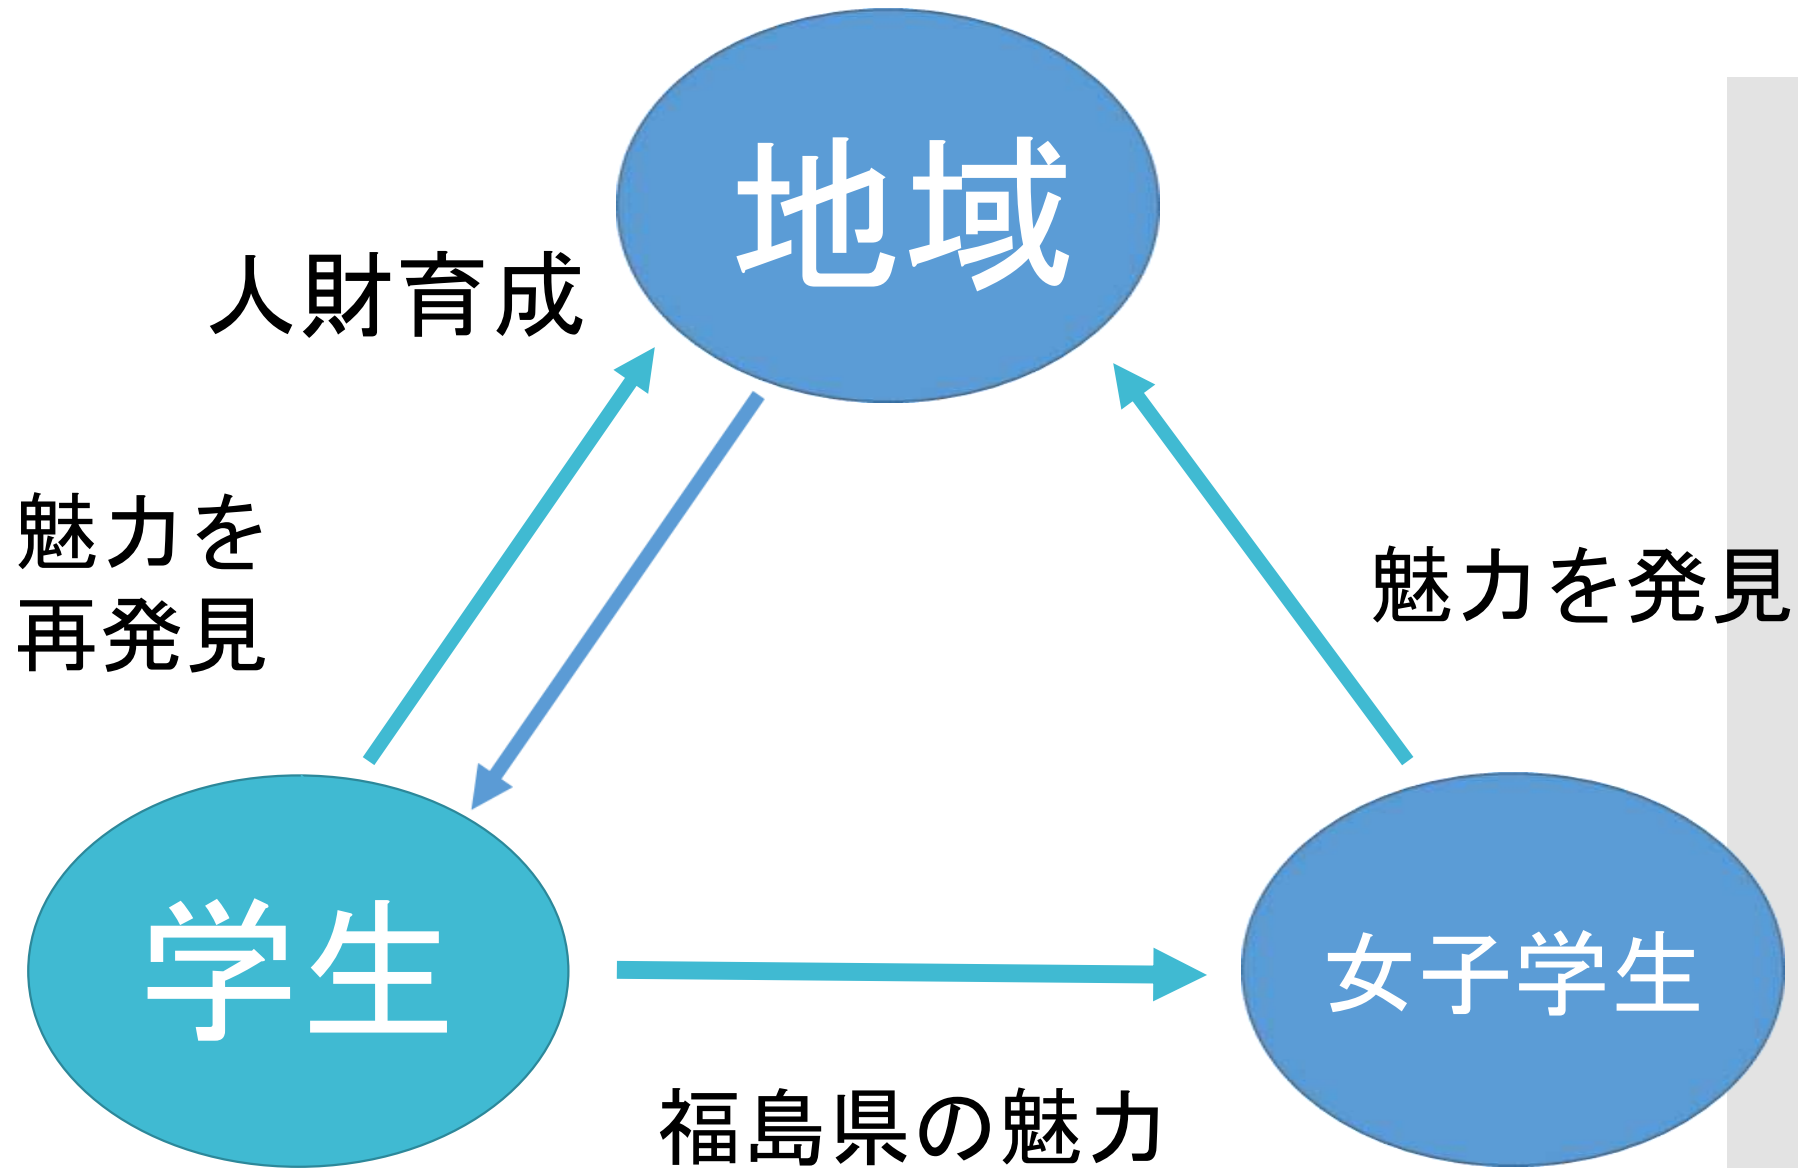 地域
人財育成
魅力を
再発見
魅力を発見
学生
女子学生
福島県の魅力